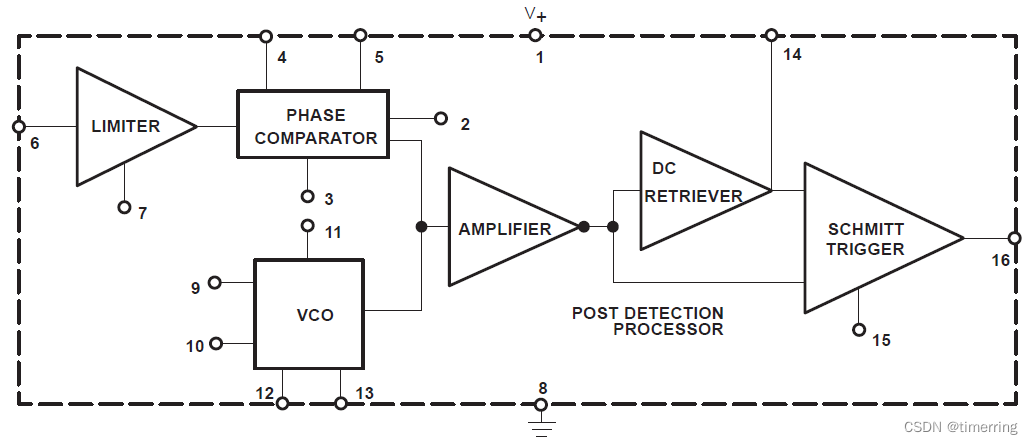 V+
4
5
1
14
PHASE
COMPARATOR
LIMITER
2
6
DC
RETRIEVER
3
7
11
AMPLIFIER
SCHMITT
TRIGGER
16
9
VCO
POST DETECTION
PROCESSOR
10
15
12
13
8
CSDN @timerring